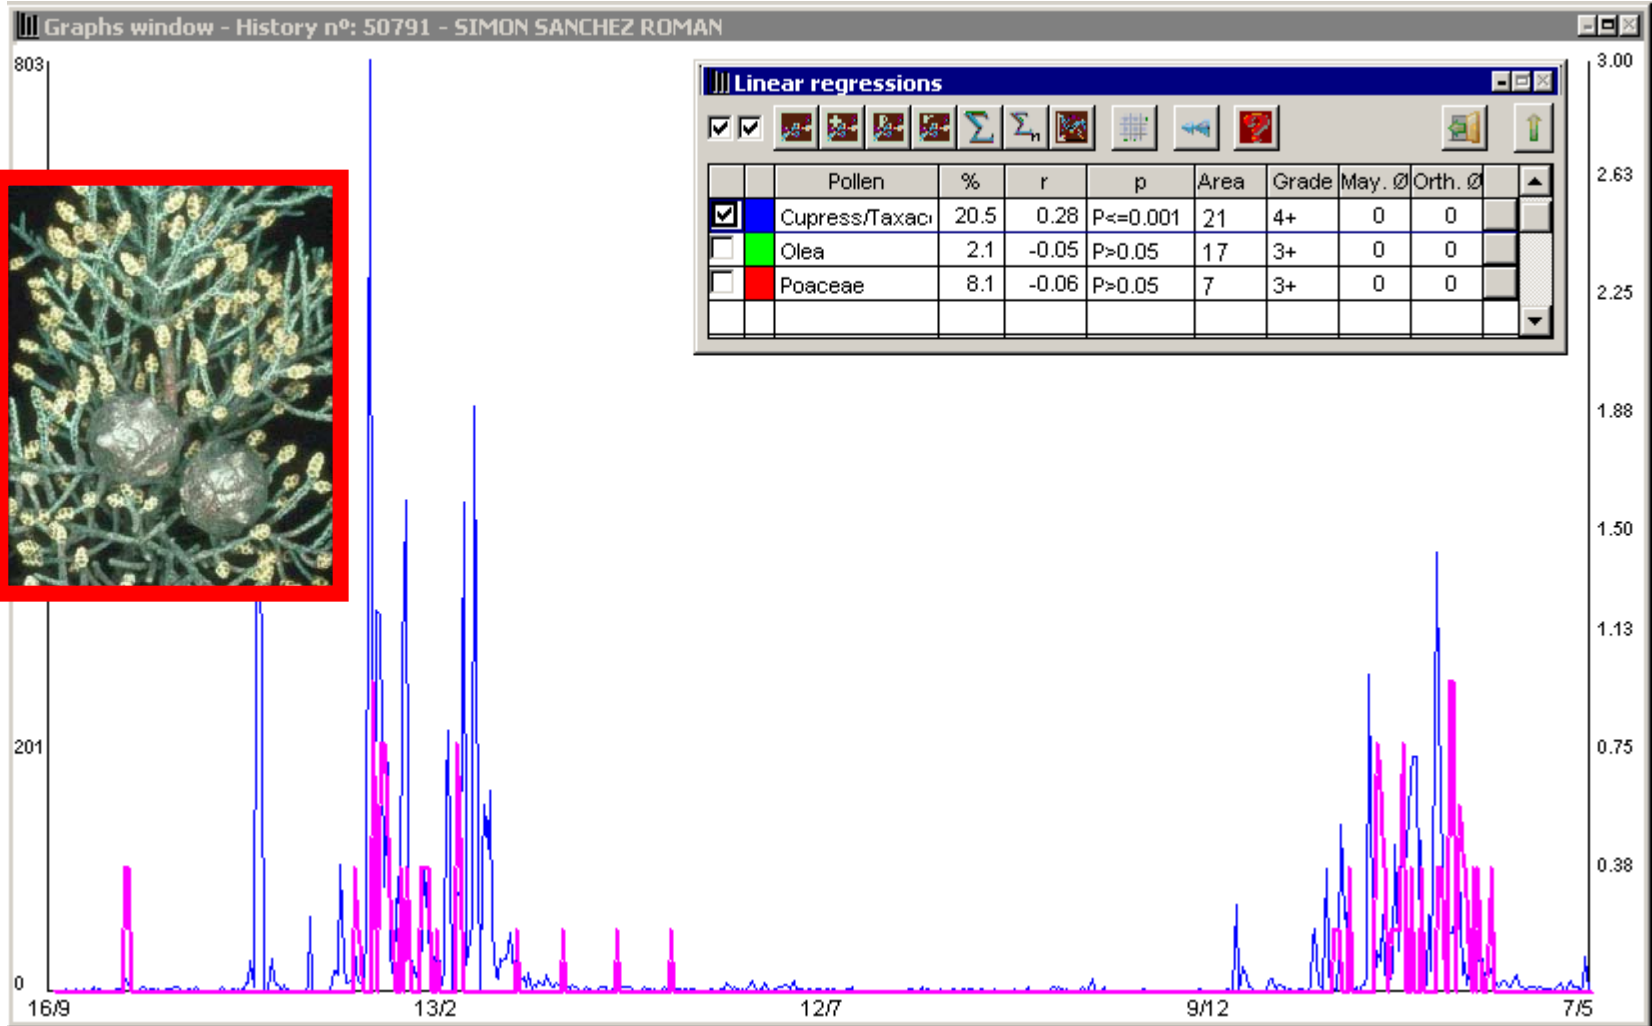 Graphs window - History nº: 50791 - SIMON SANCHEZ ROMAN
803
3.00
Linear regressions
Pollen % r p Area Grade May. Ø Orth. Ø
Cupress/Taxac 20.5 0.28 P<=0.001 21 4+ 0 0
Olea 2.1 -0.05 P>0.05 17 3+ 0 0
Poaceae 8.1 -0.06 P>0.05 7 3+ 0 0
2.63
2.25
1.88
1.50
1.13
201
0.75
0.38
0
16/9 13/2 12/7 9/12 7/5